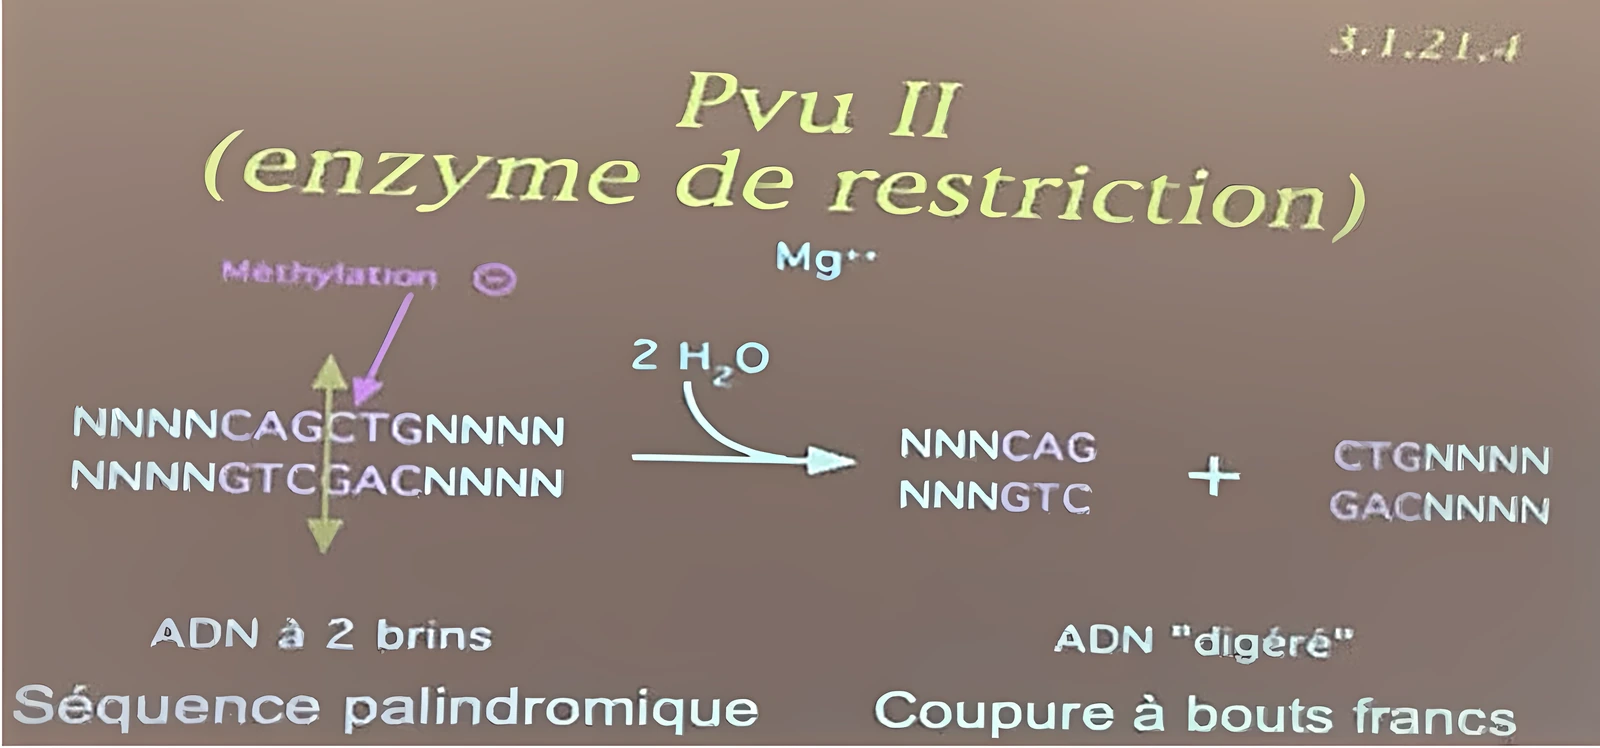 3.1.21.4
Pvu II
(enzyme de restriction)
Mg⁺⁺
Méthylation ⊖
2 H₂O
NNNNCAGCTGNNNN
NNNNGTCGACNNNN
NNNCAG
NNNGTC
+
CTGNNNN
GACNNNN
ADN à 2 brins
ADN "digéré"
Séquence palindromique
Coupure à bouts francs